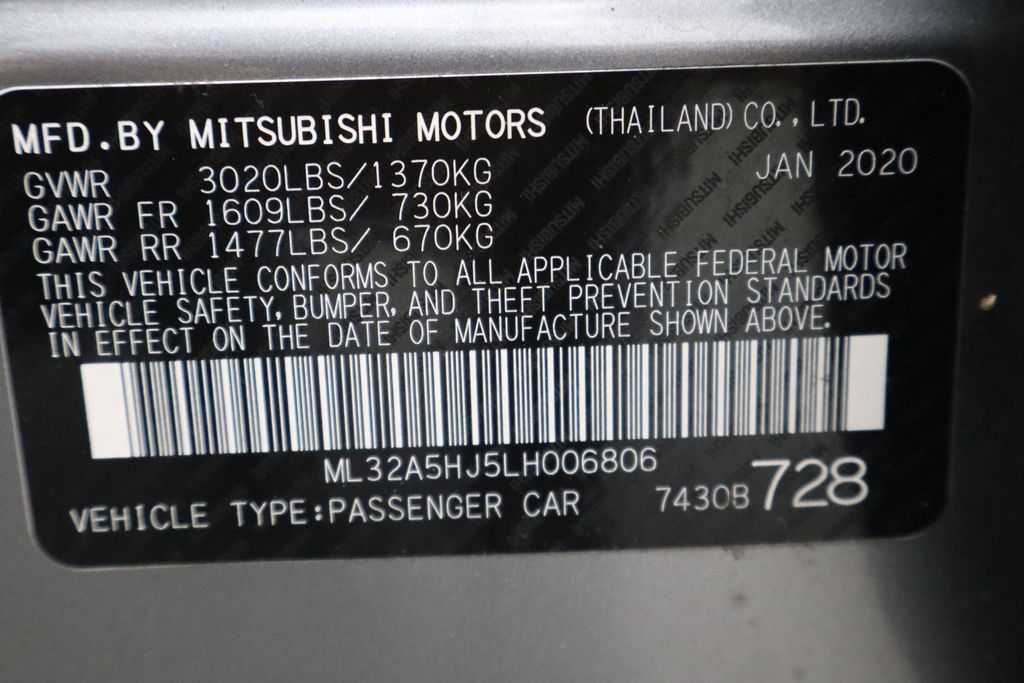 MFD.BY MITSUBISHI MOTORS (THAILAND) CO., LTD.
JAN 2020
GVWR 3020LBS/1370KG
GAWR FR 1609LBS/ 730KG
GAWR RR 1477LBS/ 670KG
THIS VEHICLE CONFORMS TO ALL APPLICABLE FEDERAL MOTOR
VEHICLE SAFETY, BUMPER, AND THEFT PREVENTION STANDARDS
IN EFFECT ON THE DATE OF MANUFACTURE SHOWN ABOVE.
ML32A5HJ5LH006806
VEHICLE TYPE:PASSENGER CAR 7430B 728